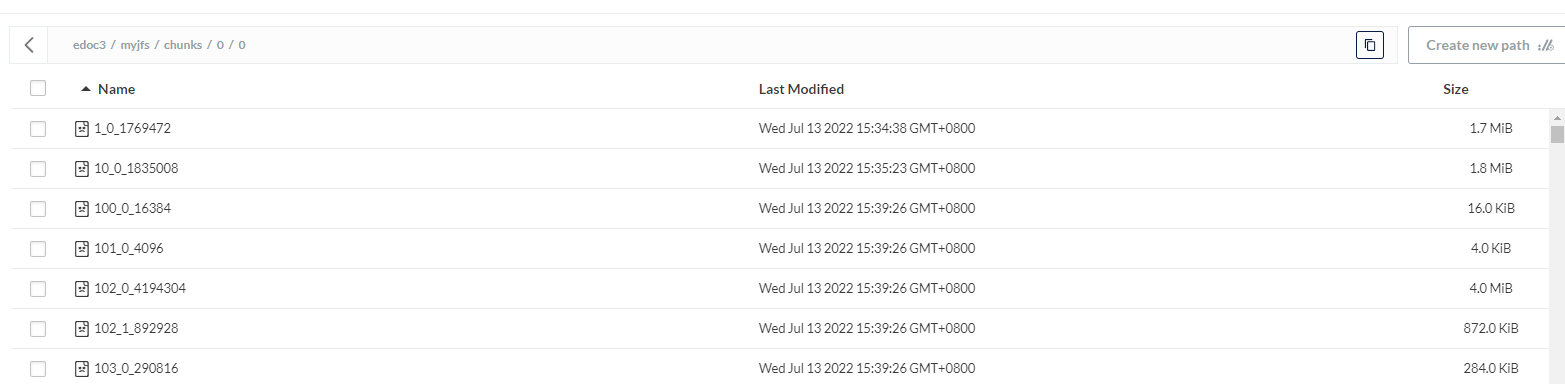 edoc3 / myjfs / chunks / 0 / 0
Create new path
Name Last Modified Size
1_0_1769472 Wed Jul 13 2022 15:34:38 GMT+0800 1.7 MiB
10_0_1835008 Wed Jul 13 2022 15:35:23 GMT+0800 1.8 MiB
100_0_16384 Wed Jul 13 2022 15:39:26 GMT+0800 16.0 KiB
101_0_4096 Wed Jul 13 2022 15:39:26 GMT+0800 4.0 KiB
102_0_4194304 Wed Jul 13 2022 15:39:26 GMT+0800 4.0 MiB
102_1_892928 Wed Jul 13 2022 15:39:26 GMT+0800 872.0 KiB
103_0_290816 Wed Jul 13 2022 15:39:26 GMT+0800 284.0 KiB